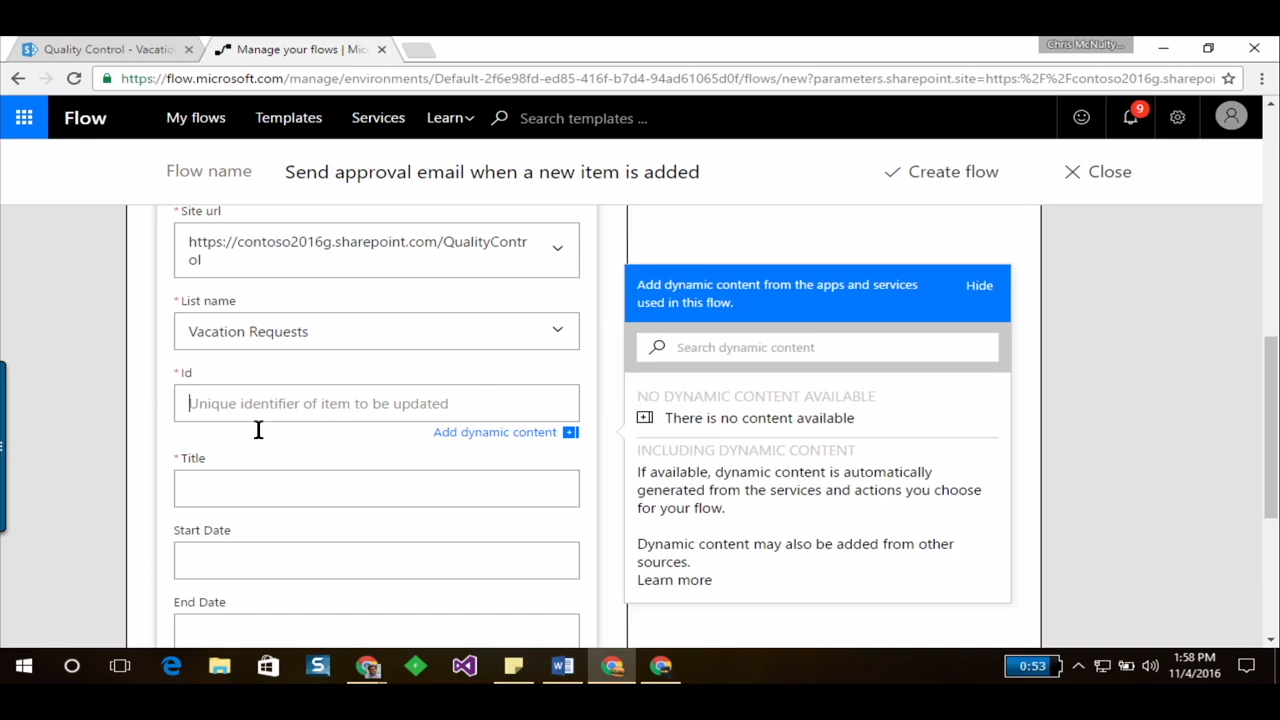 Quality Control - Vacatio
Manage your flows | Mic
Chris McNulty...
https://flow.microsoft.com/manage/environments/Default-2f6e98fd-ed85-416f-b7d4-94ad61065d0f/flows/new?parameters.sharepoint.site=https:%2F%2Fcontoso2016g.sharepoi
Flow
My flows
Templates
Services
Learn
Search templates ...
9
Flow name
Send approval email when a new item is added
Create flow
Close
* Site url
https://contoso2016g.sharepoint.com/QualityContr
ol
* List name
Vacation Requests
* Id
Unique identifier of item to be updated
Add dynamic content
* Title
Start Date
End Date
Add dynamic content from the apps and services
used in this flow.
Hide
Search dynamic content
NO DYNAMIC CONTENT AVAILABLE
There is no content available
INCLUDING DYNAMIC CONTENT
If available, dynamic content is automatically
generated from the services and actions you choose
for your flow.
Dynamic content may also be added from other
sources.
Learn more
0:53
1:58 PM
11/4/2016